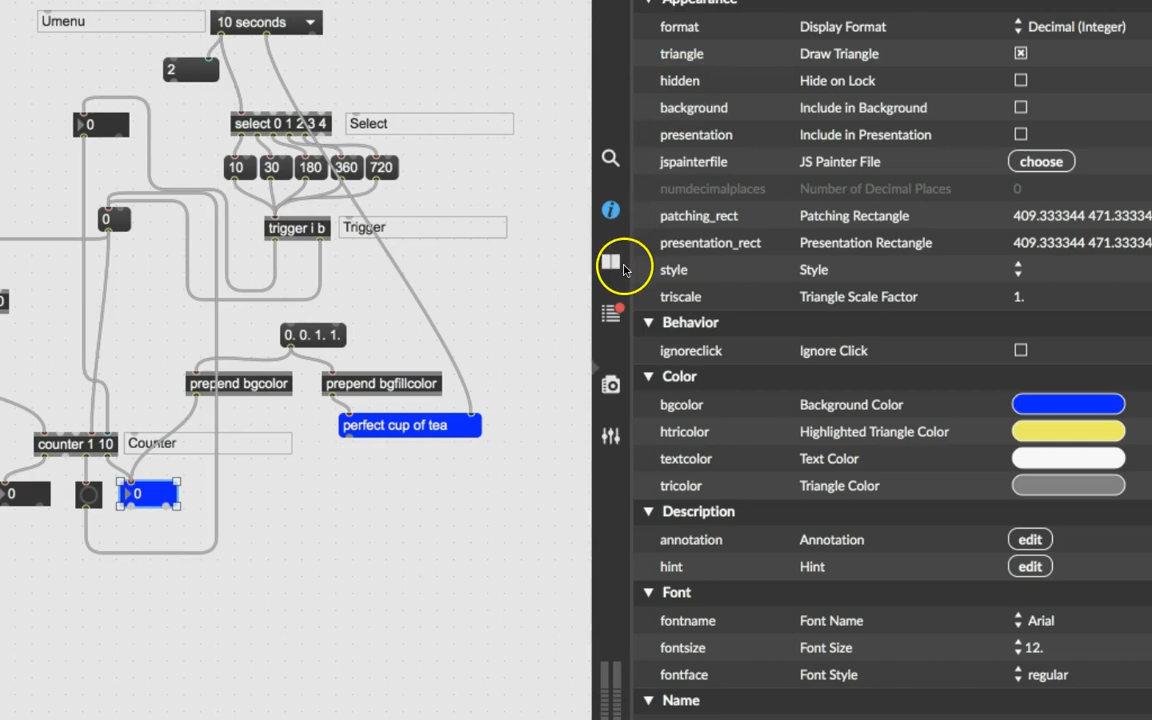 Umenu
10 seconds
2
0
select 0 1 2 3 4
Select
10
30
180
360
720
0
trigger i b
Trigger
0. 0. 1. 1.
prepend bgcolor
prepend bgfillcolor
perfect cup of tea
counter 1 10
Counter
0
0
Appearance
format Display Format Decimal (Integer)
triangle Draw Triangle
hidden Hide on Lock
background Include in Background
presentation Include in Presentation
jspainterfile JS Painter File choose
numdecimalplaces Number of Decimal Places 0
patching_rect Patching Rectangle 409.333344 471.33334
presentation_rect Presentation Rectangle 409.333344 471.33334
style Style
triscale Triangle Scale Factor 1.
Behavior
ignoreclick Ignore Click
Color
bgcolor Background Color
htricolor Highlighted Triangle Color
textcolor Text Color
tricolor Triangle Color
Description
annotation Annotation edit
hint Hint edit
Font
fontname Font Name Arial
fontsize Font Size 12.
fontface Font Style regular
Name